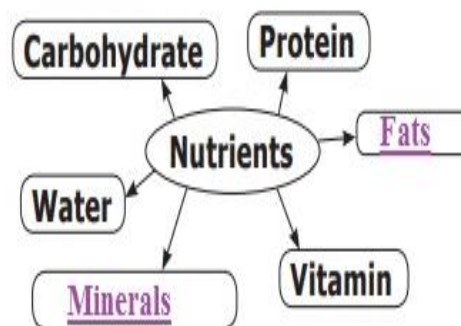 Carbohydrate
Protein
Nutrients
Fats
Water
Minerals
Vitamin